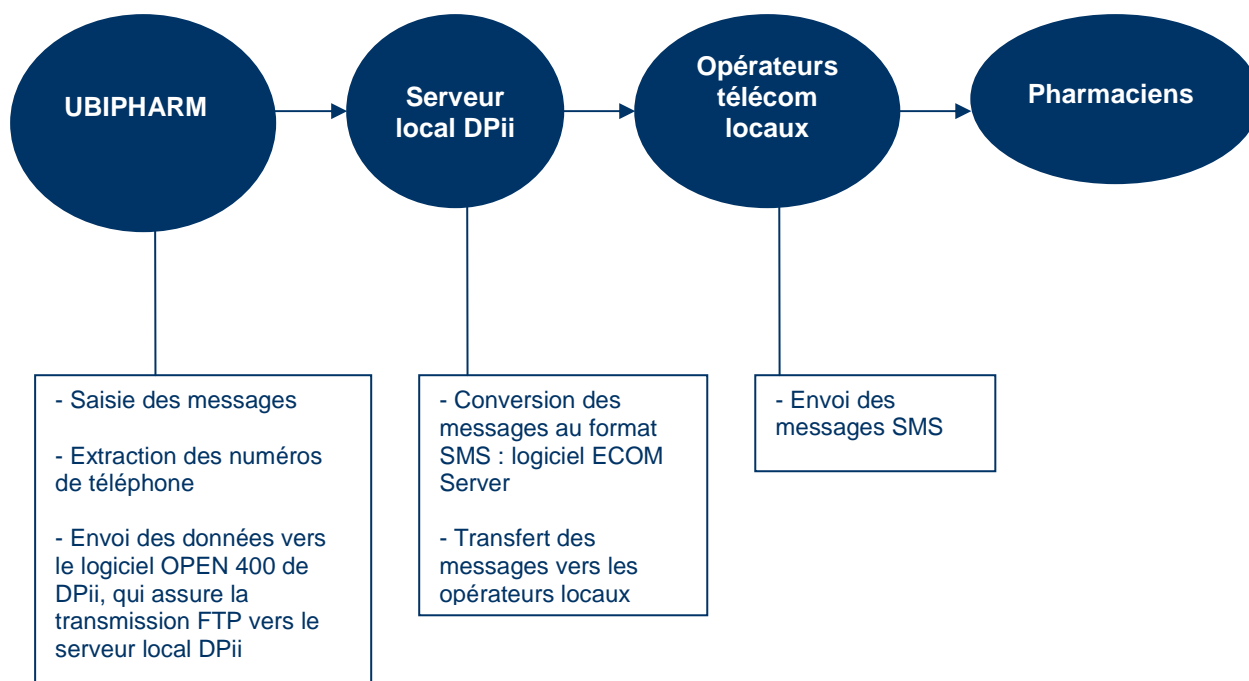 UBIPHARM
Serveur
local DPii
Opérateurs
télécom
locaux
Pharmaciens
- Saisie des messages
- Extraction des numéros
de téléphone
- Envoi des données vers
le logiciel OPEN 400 de
DPii, qui assure la
transmission FTP vers le
serveur local DPii
- Conversion des
messages au format
SMS : logiciel ECOM
Server
- Transfert des
messages vers les
opérateurs locaux
- Envoi des
messages SMS